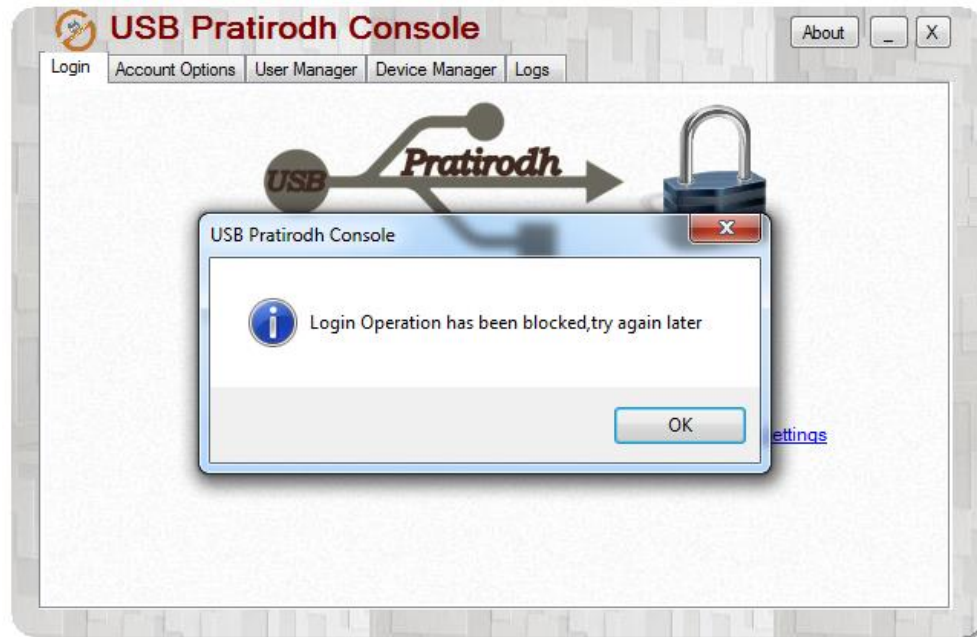 USB Pratirodh Console
About _ X
Login Account Options User Manager Device Manager Logs
USB Pratirodh
USB Pratirodh Console
Login Operation has been blocked,try again later
OK
ettings